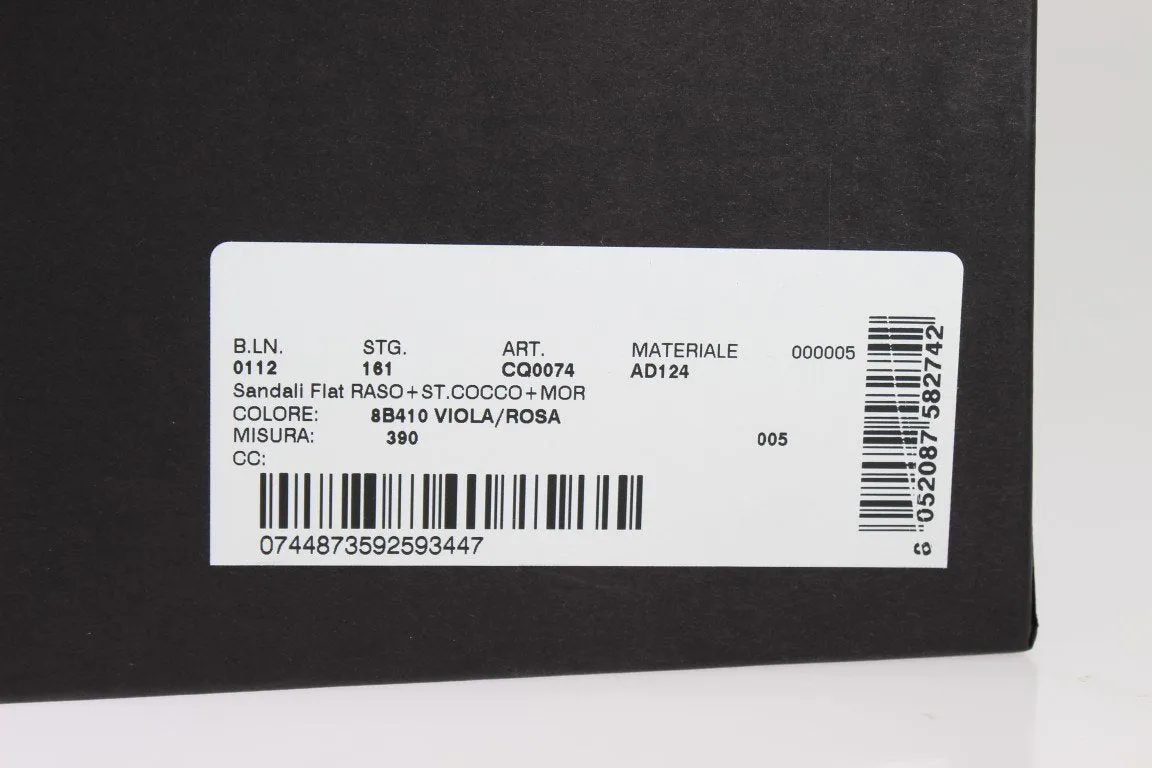 B.LN. STG. ART. MATERIALE 000005
0112 161 CQ0074 AD124
Sandali Flat RASO+ST.COCCO+MOR
COLORE: 8B410 VIOLA/ROSA
MISURA: 390 005
CC:
0744873592593447
8 052087 582742